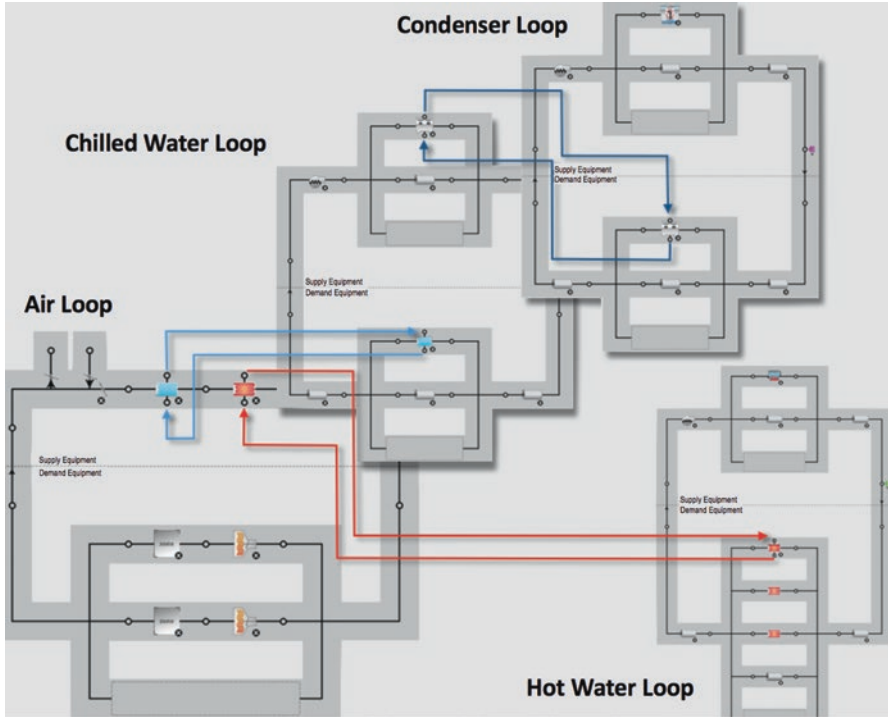 Condenser Loop
Chilled Water Loop
Supply Equipment
Demand Equipment
Supply Equipment
Demand Equipment
Air Loop
Supply Equipment
Demand Equipment
Supply Equipment
Demand Equipment
Hot Water Loop